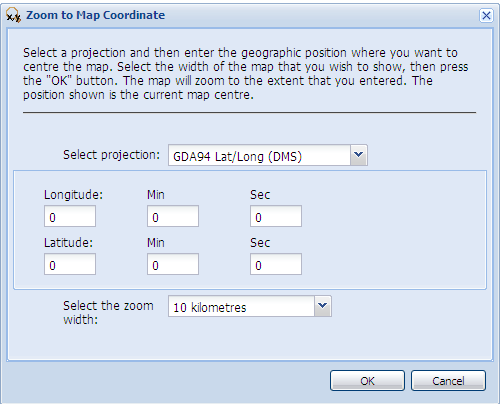 Zoom to Map Coordinate
Select a projection and then enter the geographic position where you want to
centre the map. Select the width of the map that you wish to show, then press
the "OK" button. The map will zoom to the extent that you entered. The
position shown is the current map centre.
Select projection: GDA94 Lat/Long (DMS)
Longitude: Min Sec
0 0 0
Latitude: Min Sec
0 0 0
Select the zoom width: 10 kilometres
OK Cancel